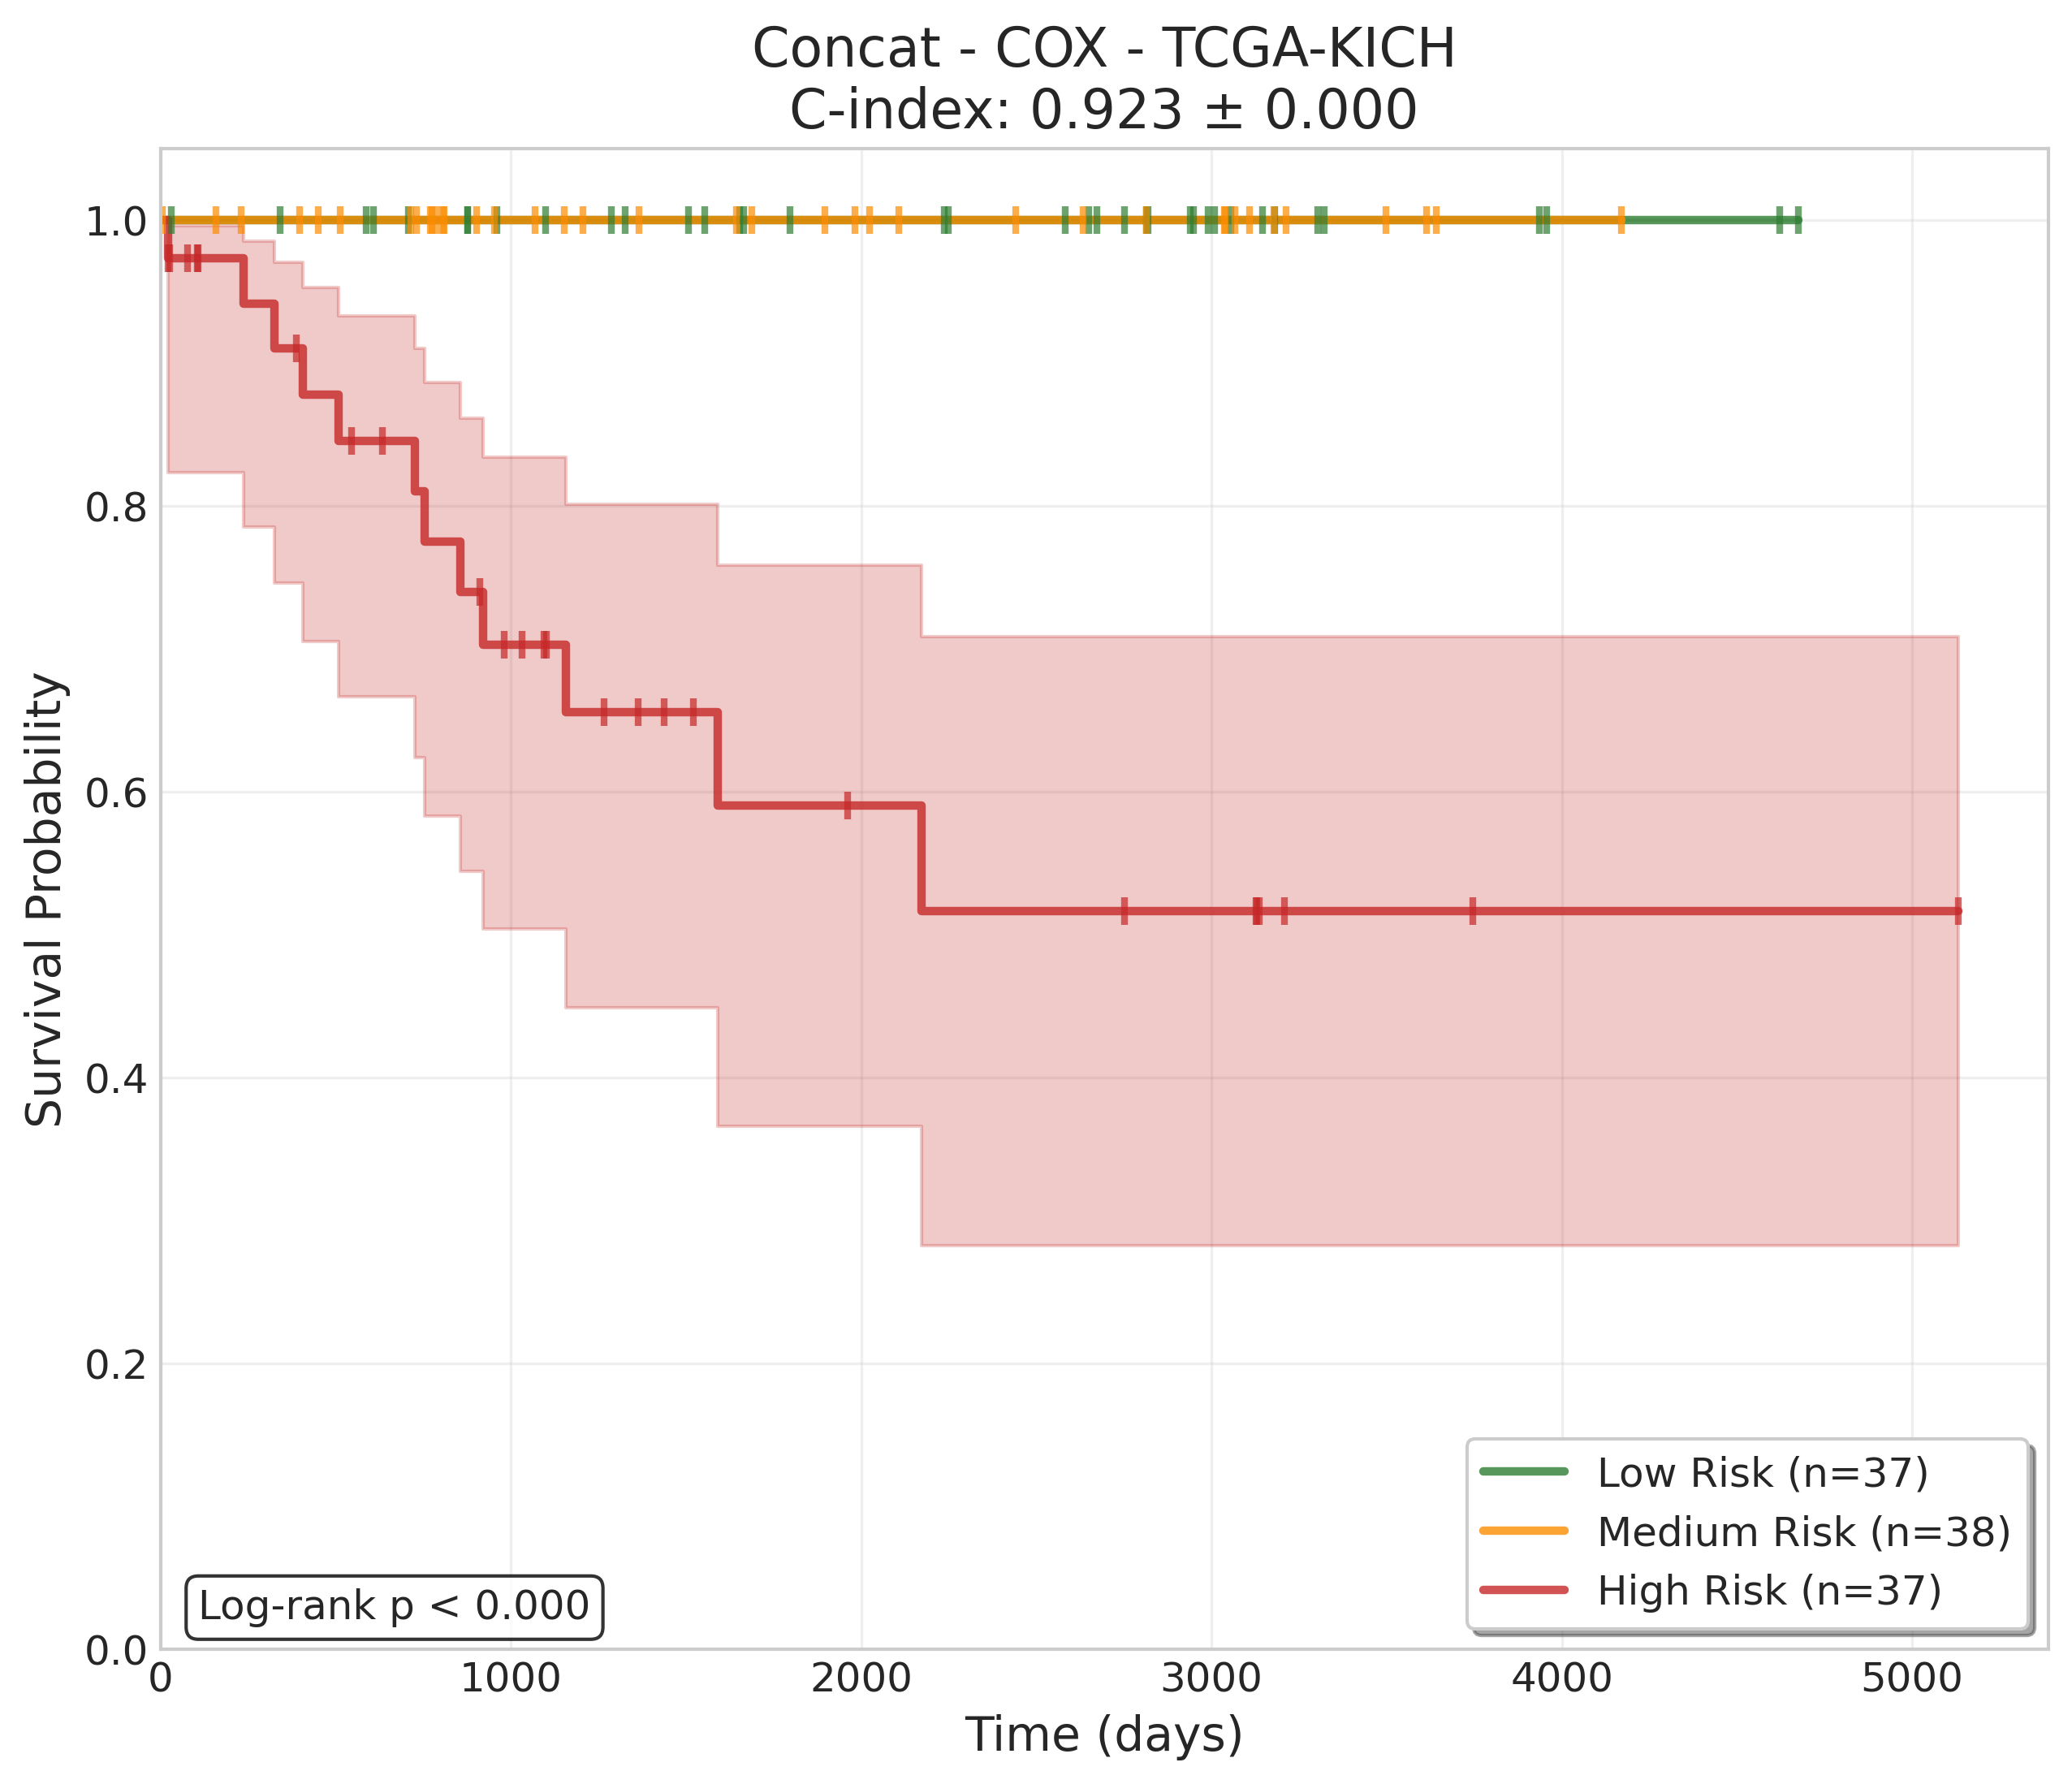 Concat - COX - TCGA-KICH
C-index: 0.923 ± 0.000
Survival Probability
1.0
0.8
0.6
0.4
0.2
0.0
0 1000 2000 3000 4000 5000
Time (days)
Log-rank p < 0.000
Low Risk (n=37)
Medium Risk (n=38)
High Risk (n=37)